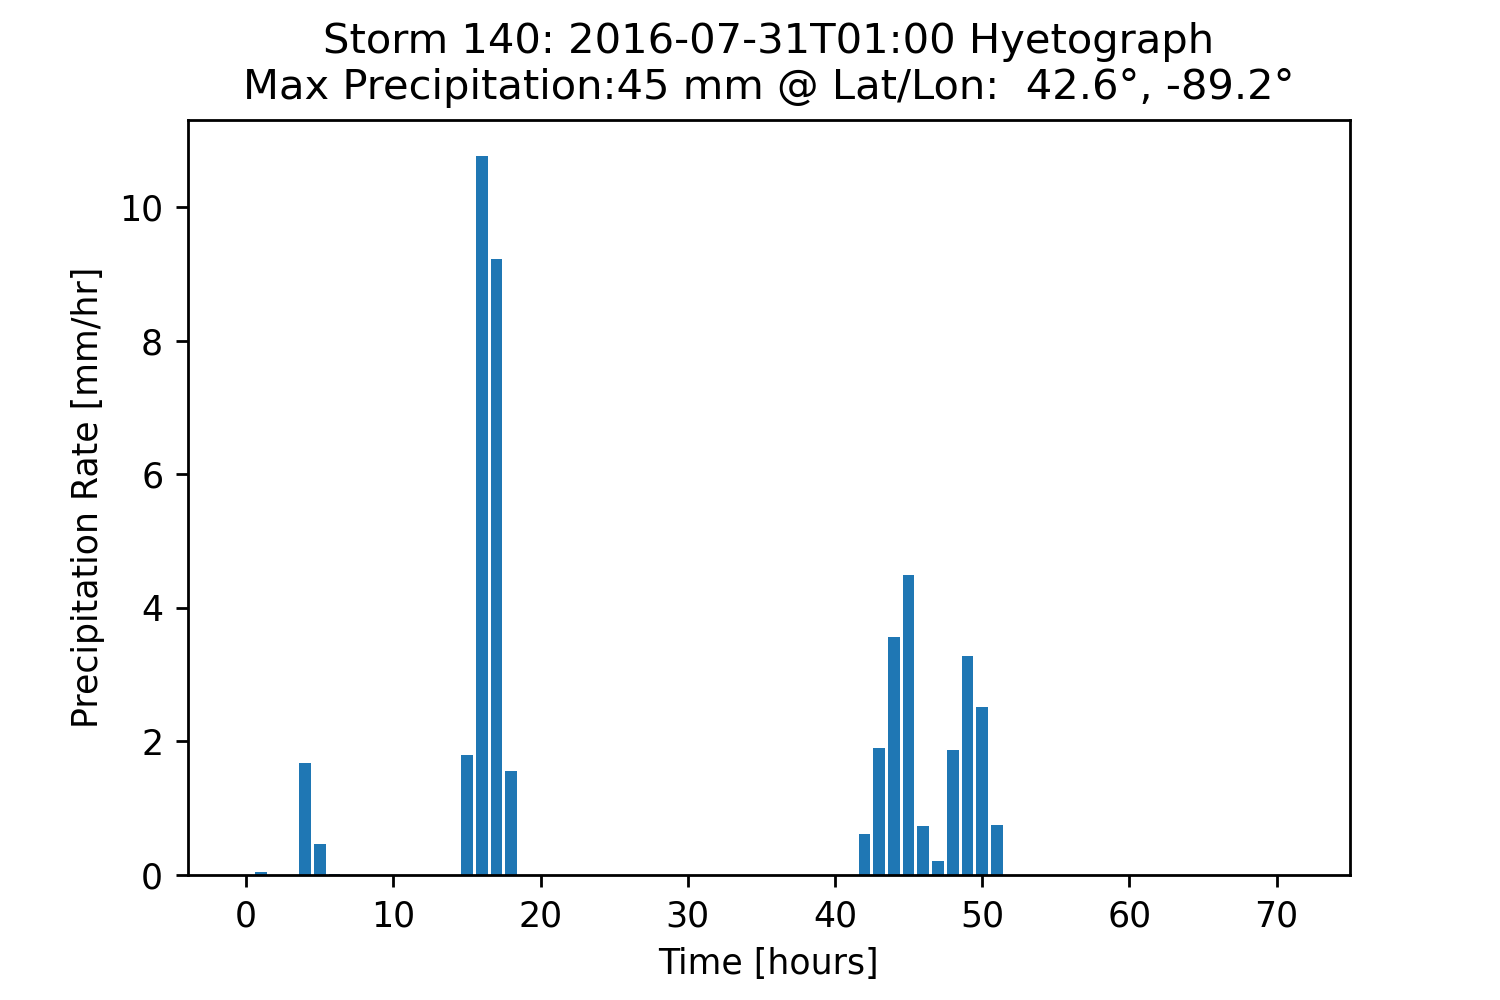 Storm 140: 2016-07-31T01:00 Hyetograph
Max Precipitation:45 mm @ Lat/Lon:  42.6°, -89.2°
Precipitation Rate [mm/hr]
10
8
6
4
2
0
0 10 20 30 40 50 60 70
Time [hours]